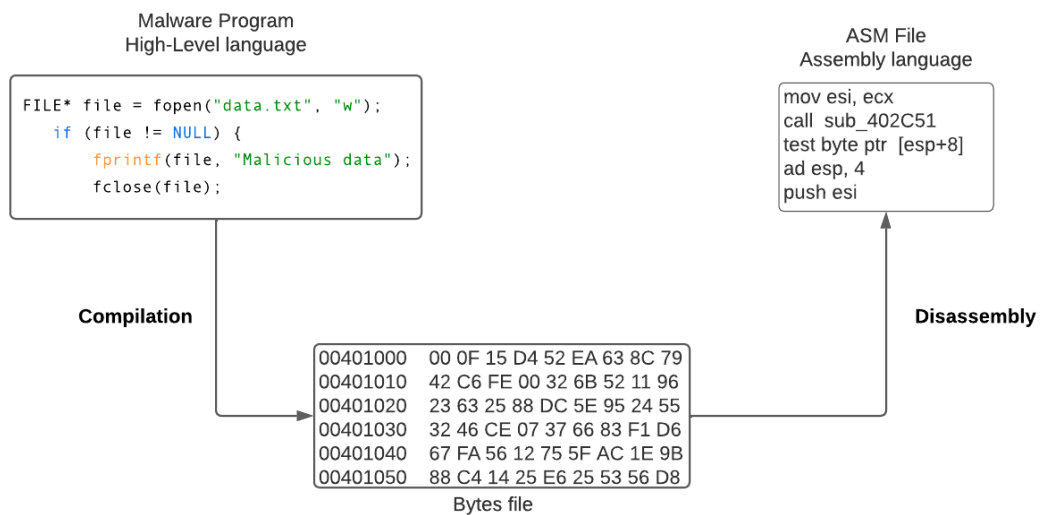 Malware Program
High-Level language
FILE* file = fopen("data.txt", "w");
if (file != NULL) {
fprintf(file, "Malicious data");
fclose(file);
ASM File
Assembly language
mov esi, ecx
call sub_402C51
test byte ptr [esp+8]
ad esp, 4
push esi
Compilation
Disassembly
00401000 00 0F 15 D4 52 EA 63 8C 79
00401010 42 C6 FE 00 32 6B 52 11 96
00401020 23 63 25 88 DC 5E 95 24 55
00401030 32 46 CE 07 37 66 83 F1 D6
00401040 67 FA 56 12 75 5F AC 1E 9B
00401050 88 C4 14 25 E6 25 53 56 D8
Bytes file